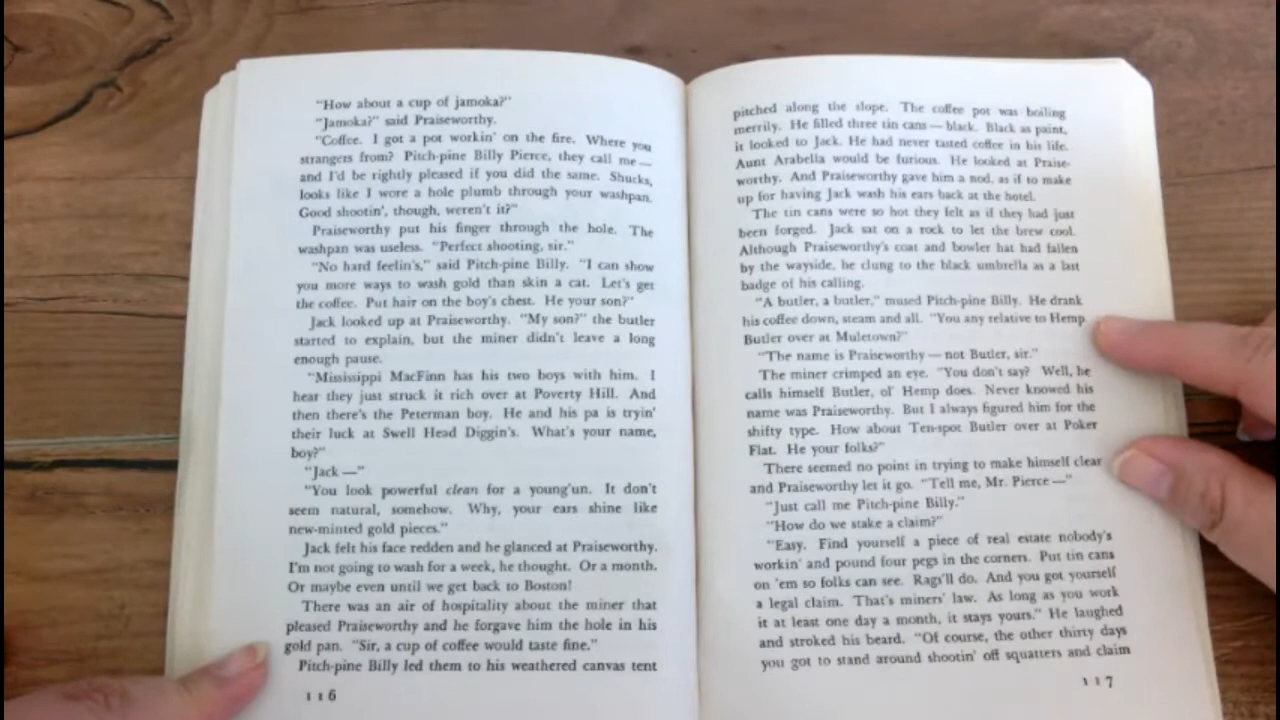 "How about a cup of jamoka?"
"Jamoka?" said Praiseworthy.
"Coffee. I got a pot workin' on the fire. Where you
strangers from? Pitch-pine Billy Pierce, they call me —
and I'd be rightly pleased if you did the same. Shucks,
looks like I wore a hole plumb through your washpan.
Good shootin', though, weren't it?"
Praiseworthy put his finger through the hole. The
washpan was useless. "Perfect shooting, sir."
"No hard feelin's," said Pitch-pine Billy. "I can show
you more ways to wash gold than skin a cat. Let's get
the coffee. Put hair on the boy's chest. He your son?"
Jack looked up at Praiseworthy. "My son?" the butler
started to explain, but the miner didn't leave a long
enough pause.
"Mississippi MacFinn has his two boys with him. I
hear they just struck it rich over at Poverty Hill. And
then there's the Peterman boy. He and his pa is tryin'
their luck at Swell Head Diggin's. What's your name,
boy?"
"Jack —"
"You look powerful clean for a young'un. It don't
seem natural, somehow. Why, your ears shine like
new-minted gold pieces."
Jack felt his face redden and he glanced at Praiseworthy.
I'm not going to wash for a week, he thought. Or a month.
Or maybe even until we get back to Boston!
There was an air of hospitality about the miner that
pleased Praiseworthy and he forgave him the hole in his
gold pan. "Sir, a cup of coffee would taste fine."
Pitch-pine Billy led them to his weathered canvas tent
116
pitched along the slope. The coffee pot was boiling
merrily. He filled three tin cans — black. Black as paint,
it looked to Jack. He had never tasted coffee in his life.
Aunt Arabella would be furious. He looked at Praise-
worthy. And Praiseworthy gave him a nod, as if to make
up for having Jack wash his ears back at the hotel.
The tin cans were so hot they felt as if they had just
been forged. Jack sat on a rock to let the brew cool.
Although Praiseworthy's coat and bowler hat had fallen
by the wayside, he clung to the black umbrella as a last
badge of his calling.
"A butler, a butler," mused Pitch-pine Billy. He drank
his coffee down, steam and all. "You any relative to Hemp
Butler over at Muletown?"
"The name is Praiseworthy — not Butler, sir."
The miner crimped an eye. "You don't say? Well, he
calls himself Butler, ol' Hemp does. Never knowed his
name was Praiseworthy. But I always figured him for the
shifty type. How about Ten-spot Butler over at Poker
Flat. He your folks?"
There seemed no point in trying to make himself clear
and Praiseworthy let it go. "Tell me, Mr. Pierce —"
"Just call me Pitch-pine Billy."
"How do we stake a claim?"
"Easy. Find yourself a piece of real estate nobody's
workin' and pound four pegs in the corners. Put tin cans
on 'em so folks can see. Rags'll do. And you got yourself
a legal claim. That's miners' law. As long as you work
it at least one day a month, it stays yours." He laughed
and stroked his beard. "Of course, the other thirty days
you got to stand around shootin' off squatters and claim
117